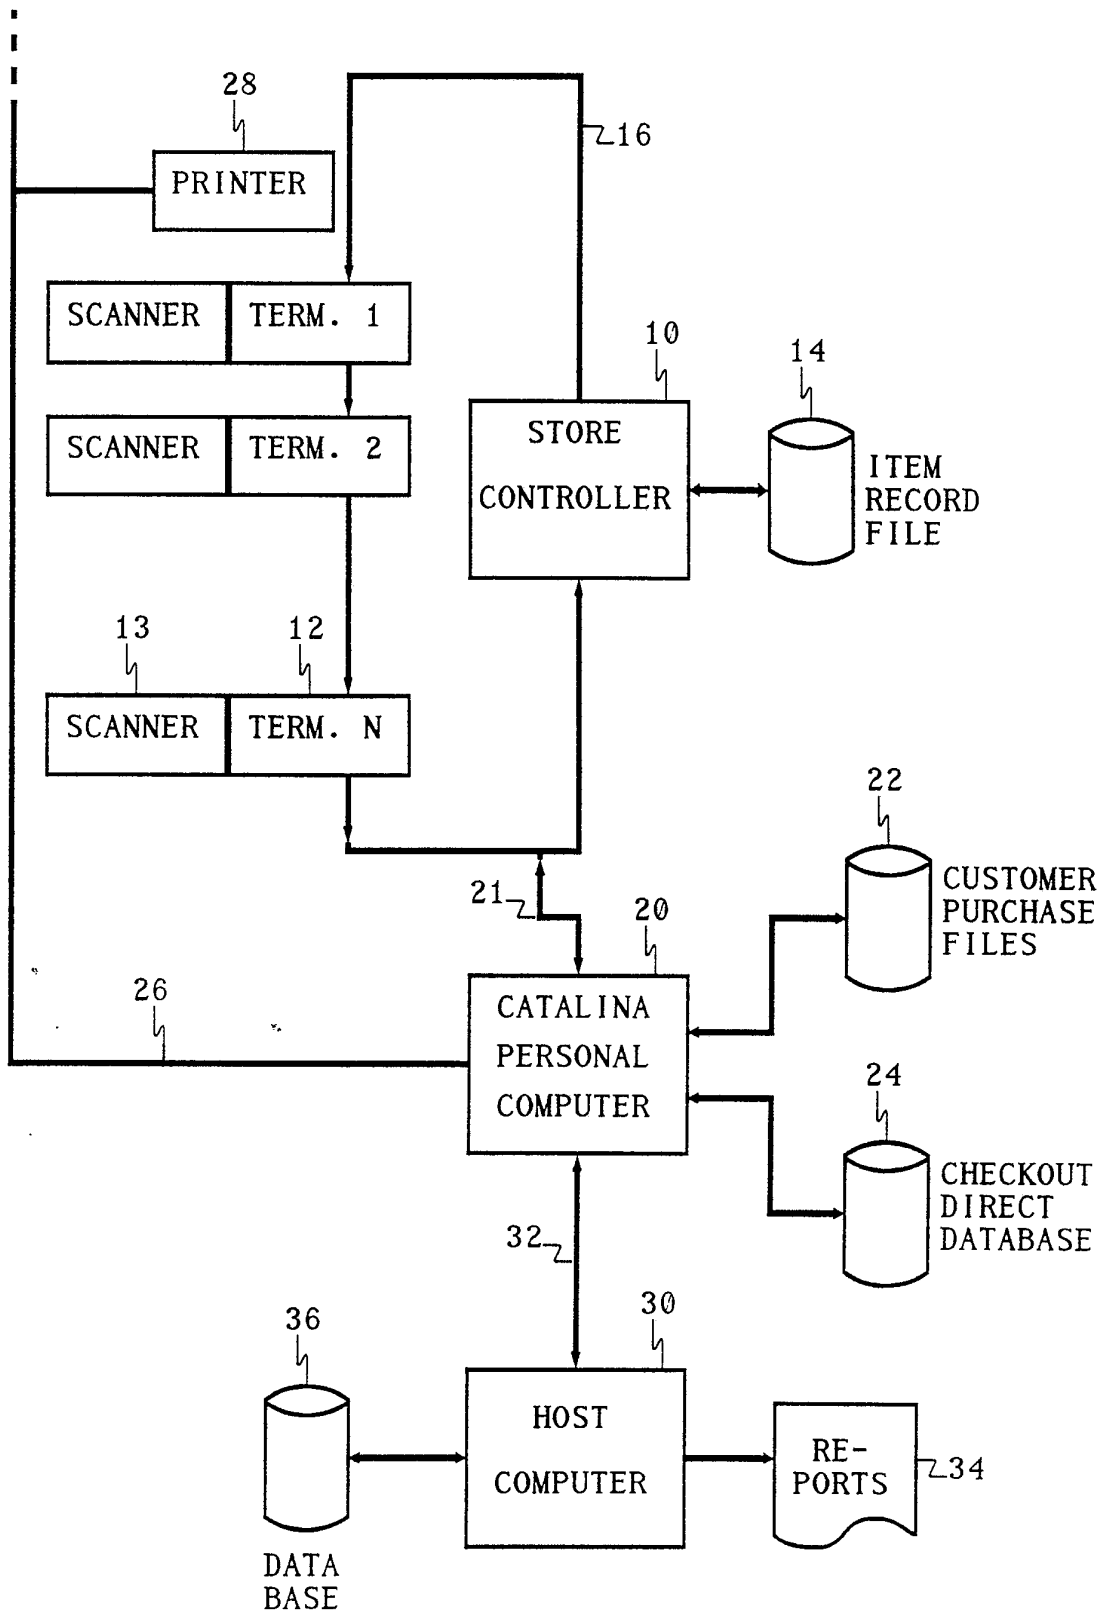 28
PRINTER
16
SCANNER TERM. 1
SCANNER TERM. 2
10
STORE
CONTROLLER
14
ITEM
RECORD
FILE
13
12
SCANNER TERM. N
22
CUSTOMER
PURCHASE
FILES
21
20
CATALINA
PERSONAL
COMPUTER
26
24
CHECKOUT
DIRECT
DATABASE
32
30
HOST
COMPUTER
36
DATA
BASE
RE-
PORTS
34